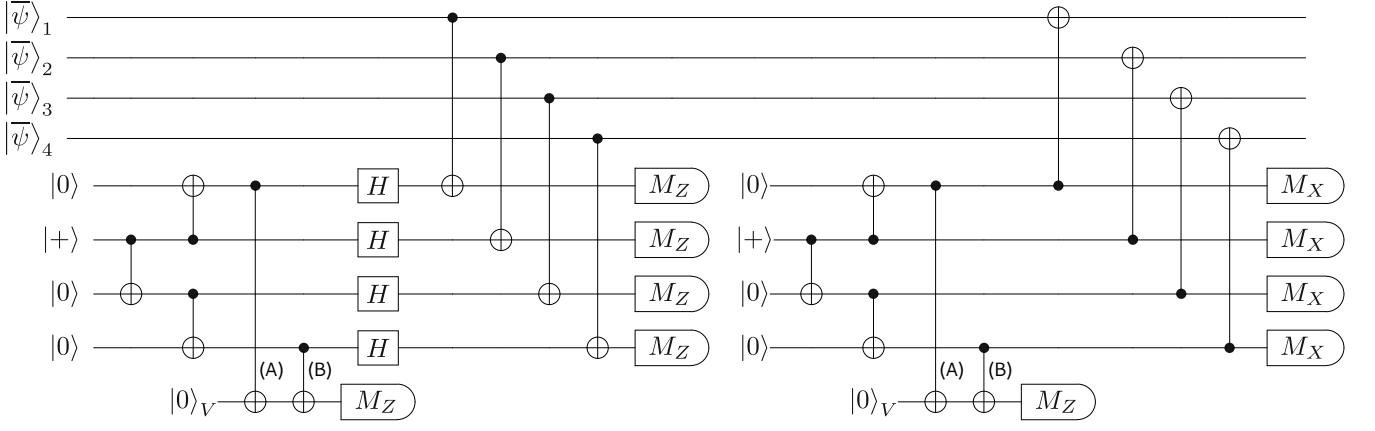 |ψ̅⟩₁
|ψ̅⟩₂
|ψ̅⟩₃
|ψ̅⟩₄
|0⟩ H M_Z |0⟩ M_X
|+⟩ H M_Z |+⟩ M_X
|0⟩ H M_Z |0⟩ M_X
|0⟩ H M_Z |0⟩ M_X
(A) (B) (A) (B)
|0⟩_V M_Z |0⟩_V M_Z